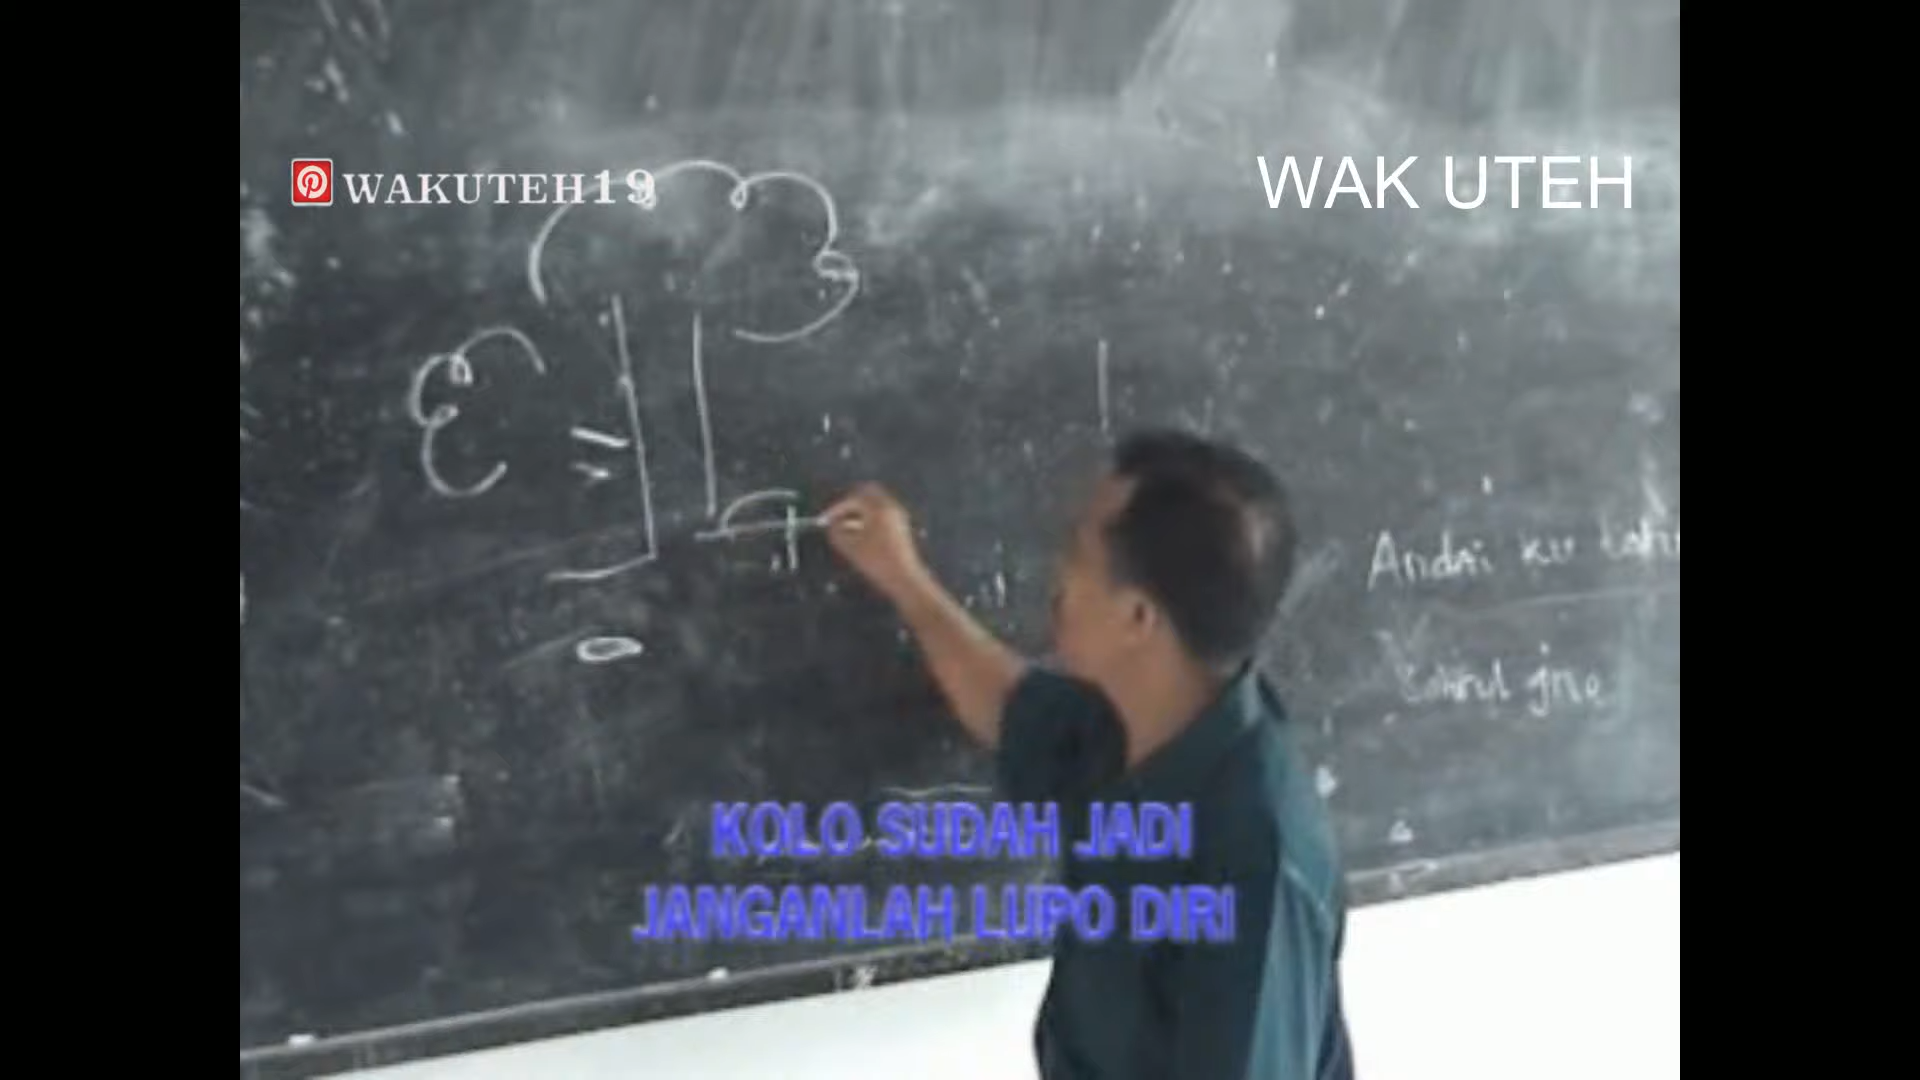 WAKUTEH19
WAK UTEH
Andai ku
KOLO SUDAH JADI
JANGANLAH LUPO DIRI